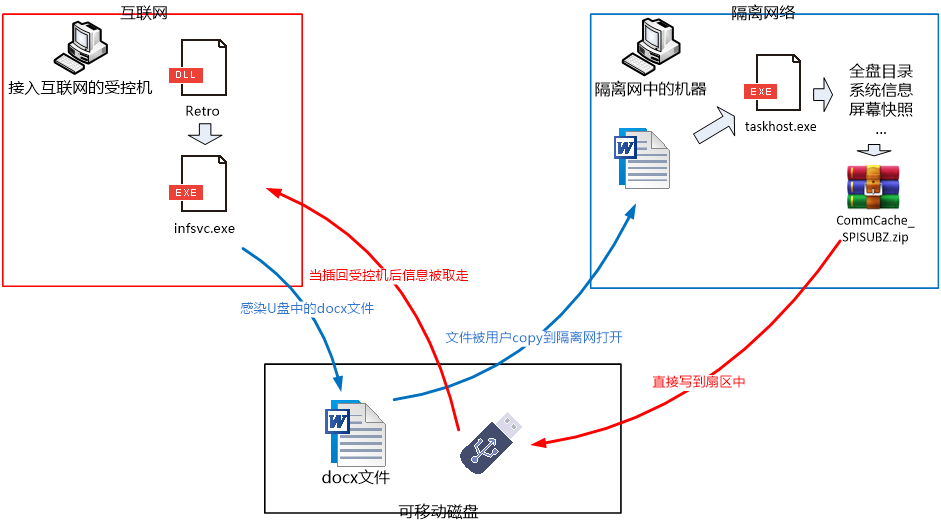 互联网
接入互联网的受控机
DLL
Retro
EXE
infsvc.exe
隔离网络
隔离网中的机器
EXE
taskhost.exe
全盘目录
系统信息
屏幕快照
...
W
CommCache_
SPISUBZ.zip
当插回受控机后信息被取走
感染U盘中的docx文件
文件被用户copy到隔离网打开
直接写到扇区中
W
docx文件
可移动磁盘